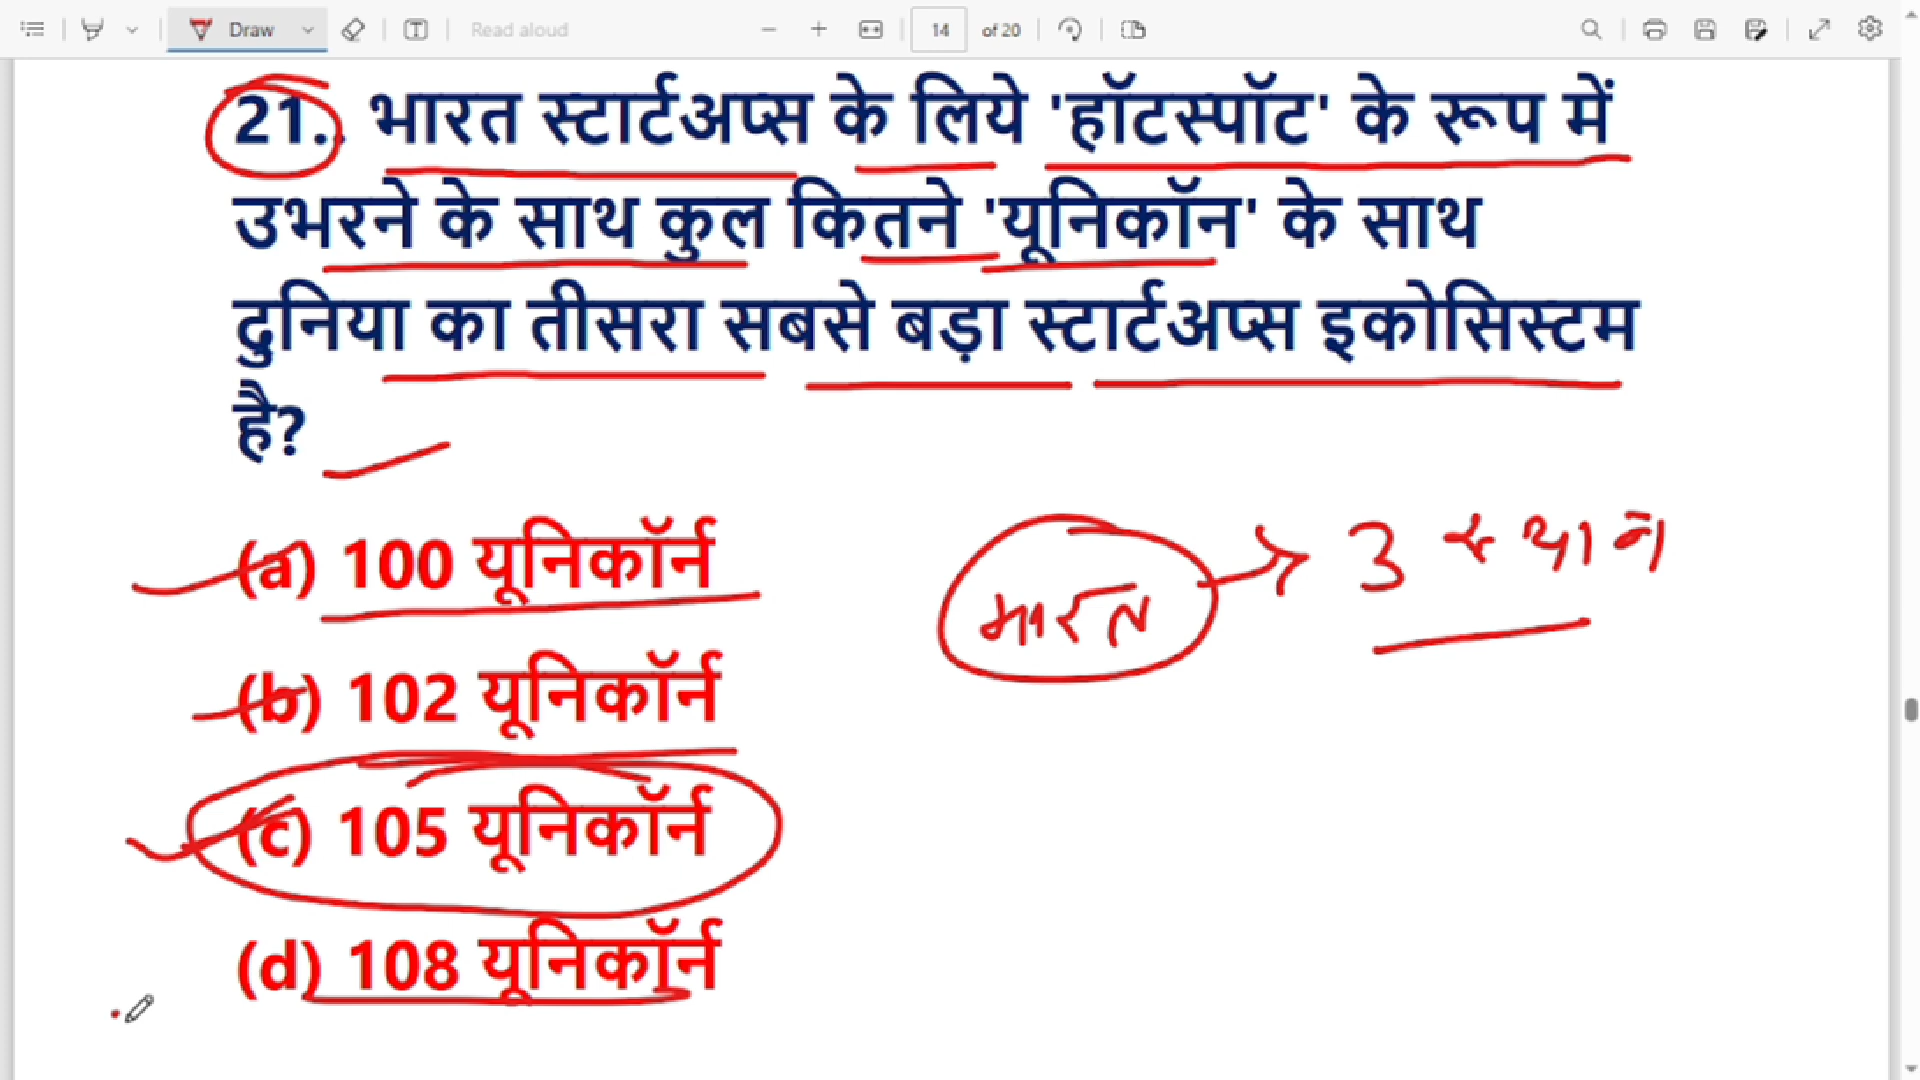 Draw
Read aloud
14 of 20
21.. भारत स्टार्टअप्स के लिये 'हॉटस्पॉट' के रूप में
उभरने के साथ कुल कितने 'यूनिकॉन' के साथ
दुनिया का तीसरा सबसे बड़ा स्टार्टअप्स इकोसिस्टम
है?
(a) 100 यूनिकॉर्न
भारत → 3 स्थान
(b) 102 यूनिकॉर्न
(c) 105 यूनिकॉर्न
(d) 108 यूनिकॉर्न